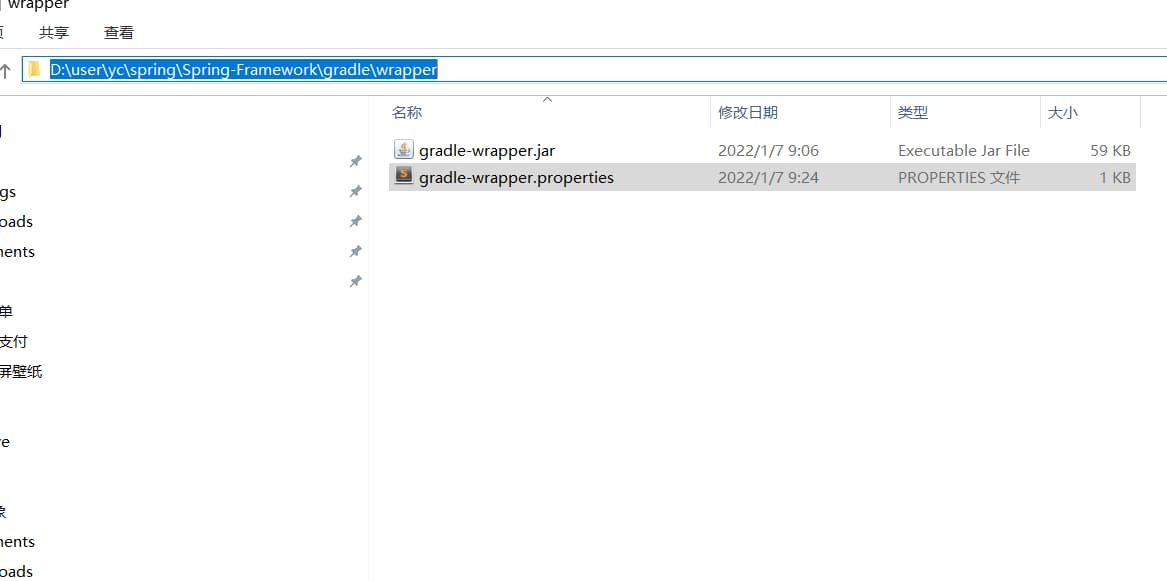 wrapper
共享 查看
D:\user\yc\spring\Spring-Framework\gradle\wrapper
名称 修改日期 类型 大小
gradle-wrapper.jar 2022/1/7 9:06 Executable Jar File 59 KB
gradle-wrapper.properties 2022/1/7 9:24 PROPERTIES 文件 1 KB
gs
oads
nents
单
支付
屏壁纸
e
nents
oads